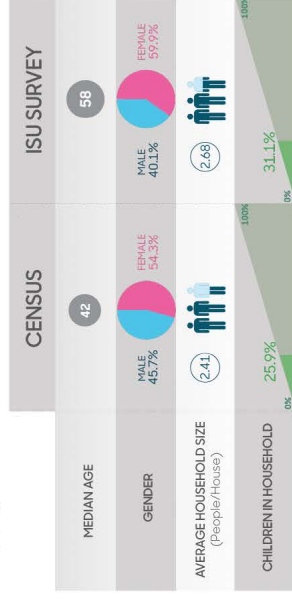 CENSUS
ISU SURVEY
MEDIAN AGE
42
58
GENDER
MALE
45.7%
FEMALE
54.3%
MALE
40.1%
FEMALE
59.9%
AVERAGE HOUSEHOLD SIZE
(People/House)
2.41
2.68
CHILDREN IN HOUSEHOLD
0%
25.9%
100%
0%
31.1%
100%